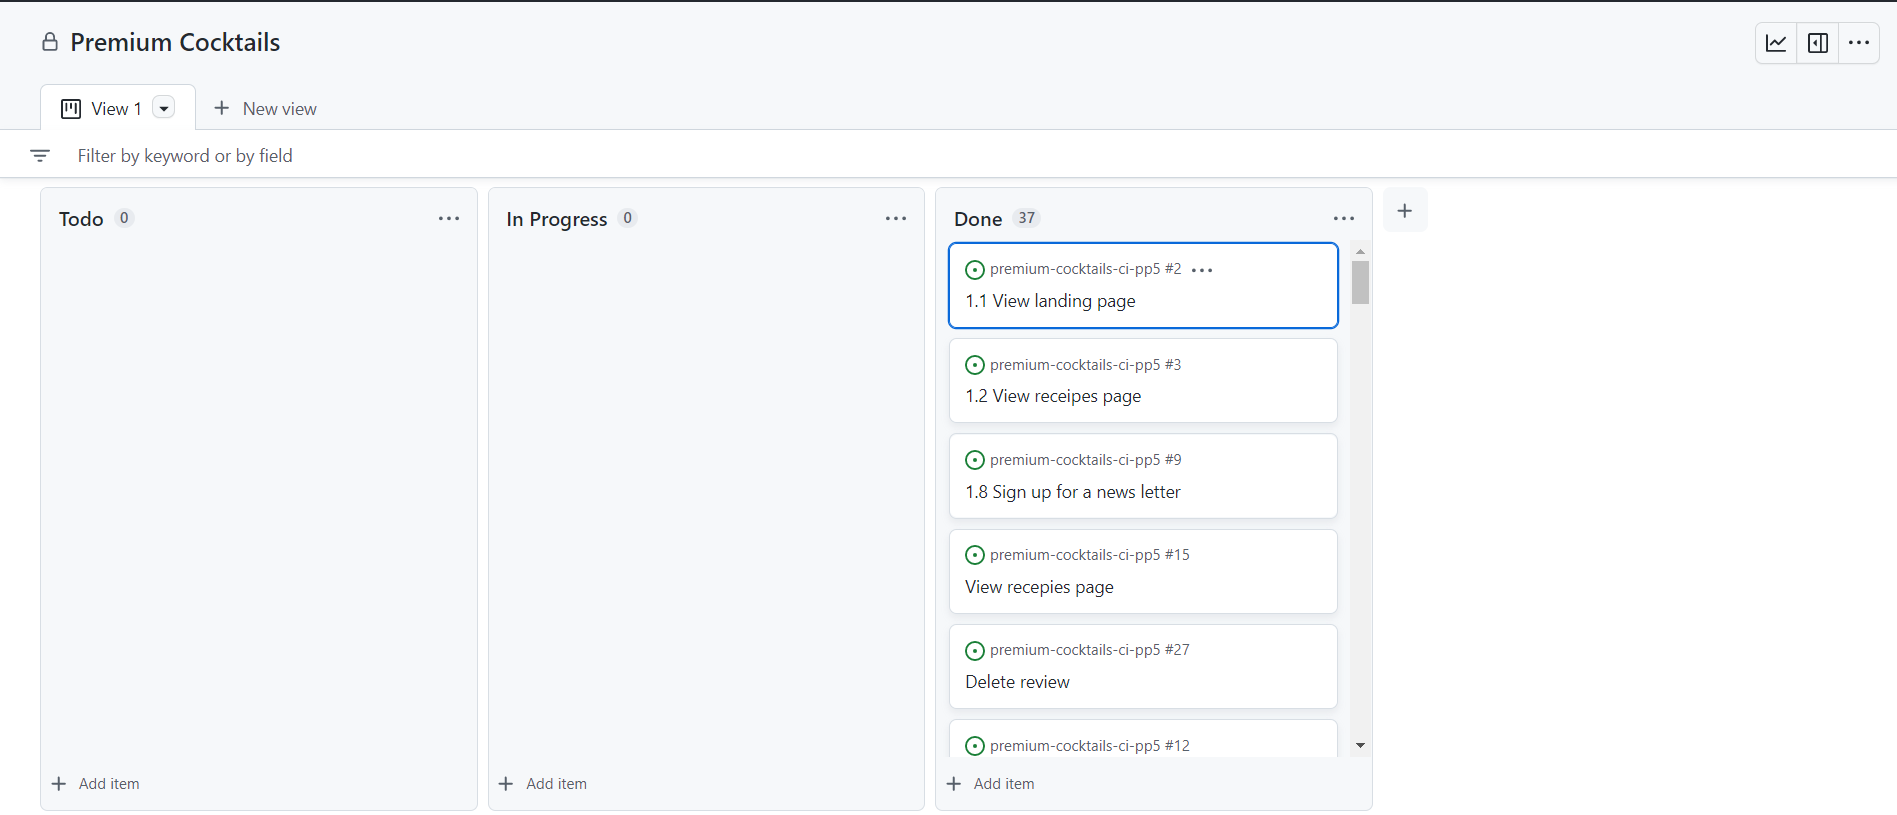 Premium Cocktails
View 1
New view
Filter by keyword or by field
Todo 0
Add item
In Progress 0
Add item
Done 37
premium-cocktails-ci-pp5 #2
1.1 View landing page
premium-cocktails-ci-pp5 #3
1.2 View receipes page
premium-cocktails-ci-pp5 #9
1.8 Sign up for a news letter
premium-cocktails-ci-pp5 #15
View recepies page
premium-cocktails-ci-pp5 #27
Delete review
premium-cocktails-ci-pp5 #12
Add item